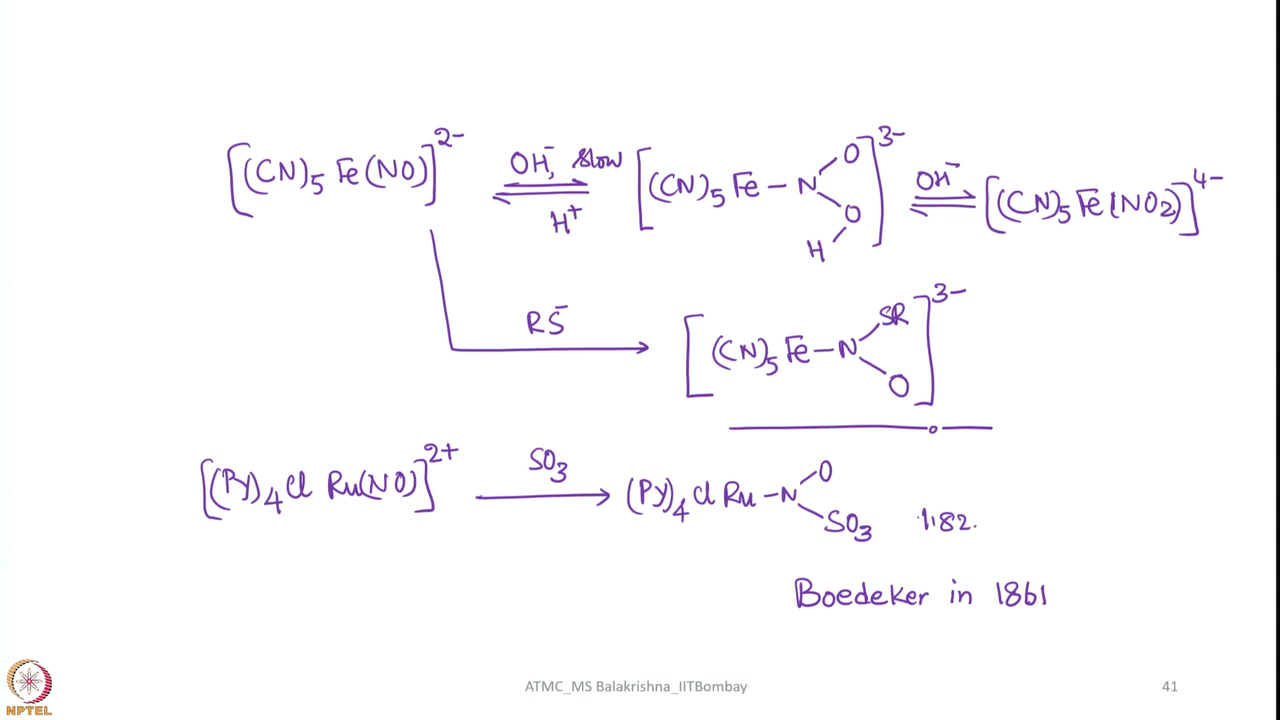 [(CN)5 Fe(NO)]2- OH-, slow H+ [(CN)5 Fe - N O O H]3- OH- [(CN)5 Fe(NO2)]4-
RS- [(CN)5 Fe - N SR O]3-
[(Py)4 Cl Ru(NO)]2+ SO3 (PY)4 Cl Ru - N O SO3 1.82.
Boedeker in 1861
NPTEL
ATMC_MS Balakrishna_IITBombay
41